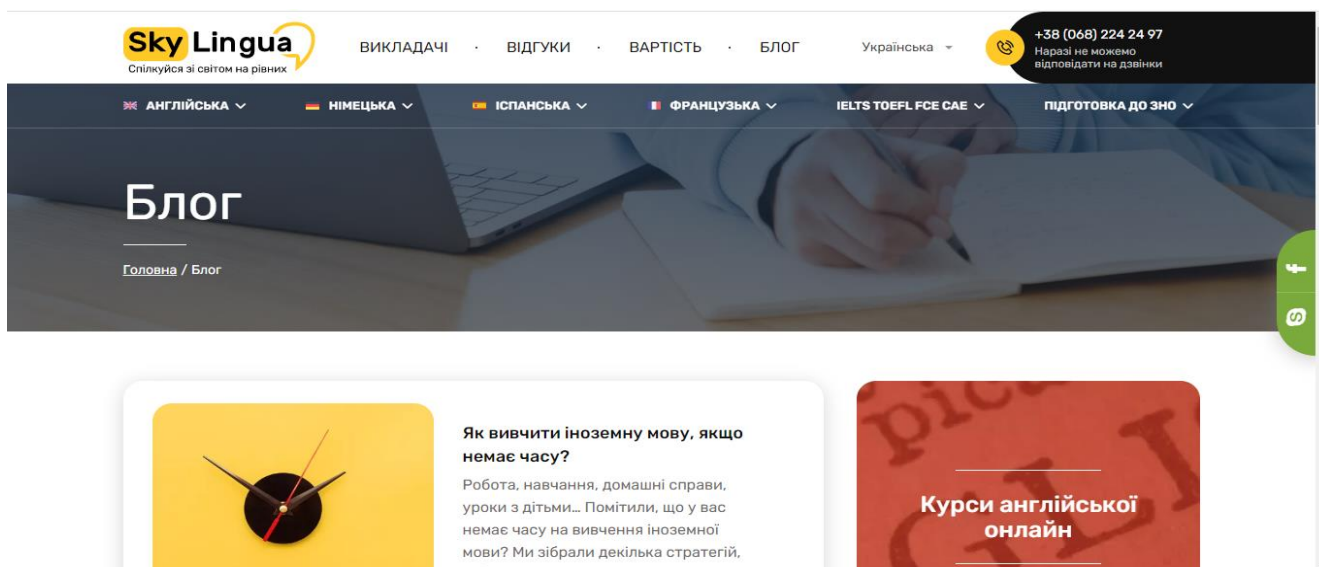 Sky Lingua
Спілкуйся зі світом на рівних
ВИКЛАДАЧІ · ВІДГУКИ · ВАРТІСТЬ · БЛОГ
Українська
+38 (068) 224 24 97
Наразі не можемо
відповідати на дзвінки
АНГЛІЙСЬКА
НІМЕЦЬКА
ІСПАНСЬКА
ФРАНЦУЗЬКА
IELTS TOEFL FCE CAE
ПІДГОТОВКА ДО ЗНО
Блог
Головна / Блог
Як вивчити іноземну мову, якщо
немає часу?
Робота, навчання, домашні справи,
уроки з дітьми... Помітили, що у вас
немає часу на вивчення іноземної
мови? Ми зібрали декілька стратегій,
Курси англійської
онлайн